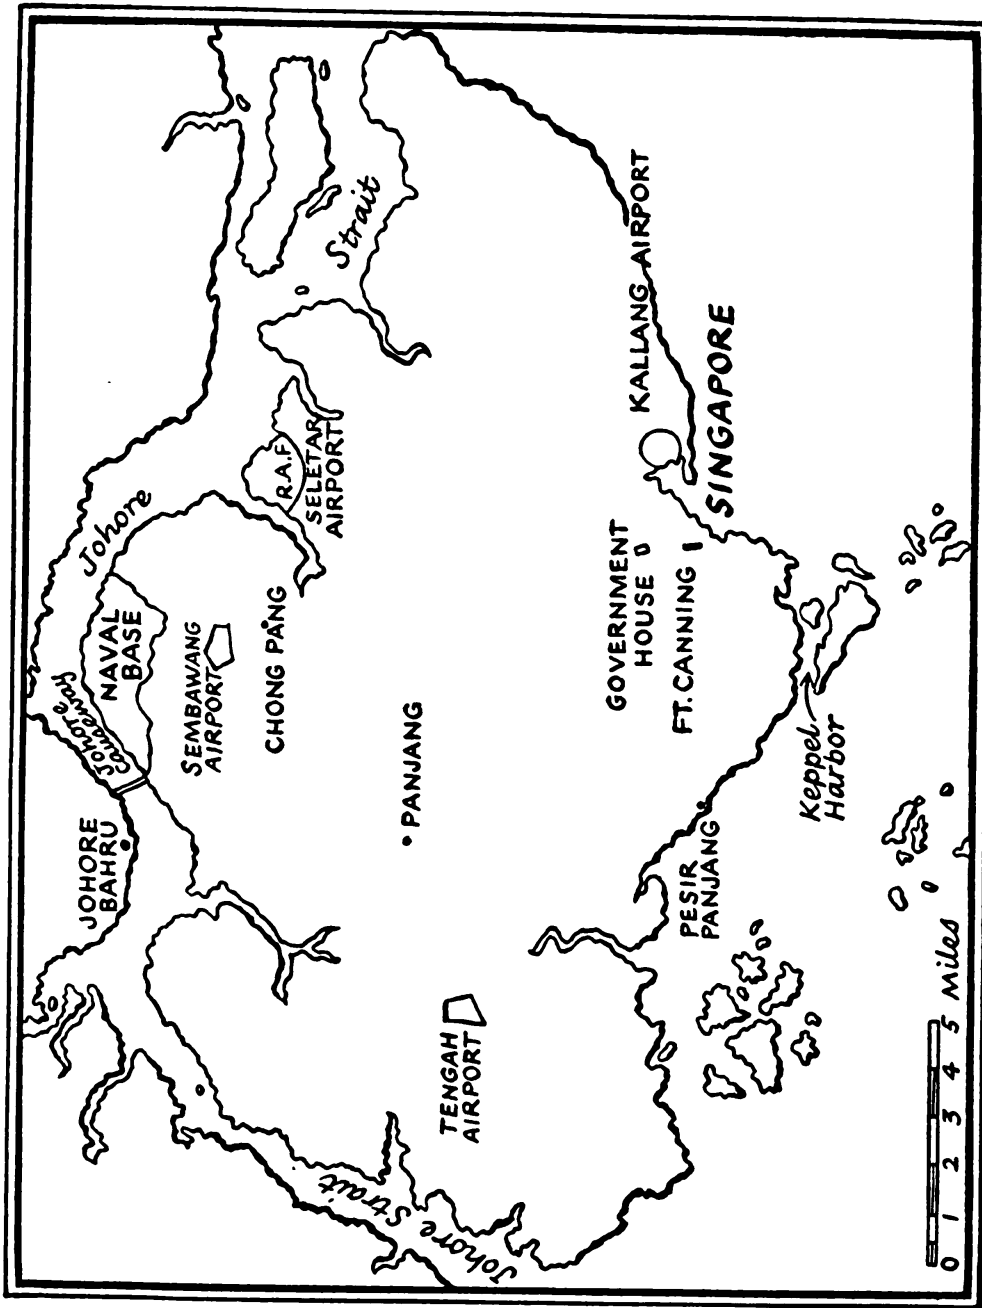 Johore
Causeway
Johore
Strait
JOHORE
BAHRU
NAVAL
BASE
SEMBAWANG
AIRPORT
CHONG PANG
R.A.F
SELETAR
AIRPORT
PANJANG
TENGAH
AIRPORT
Johore Strait
KALLANG AIRPORT
GOVERNMENT
HOUSE
FT. CANNING
SINGAPORE
PESIR
PANJANG
Keppel
Harbor
0 1 2 3 4 5 Miles